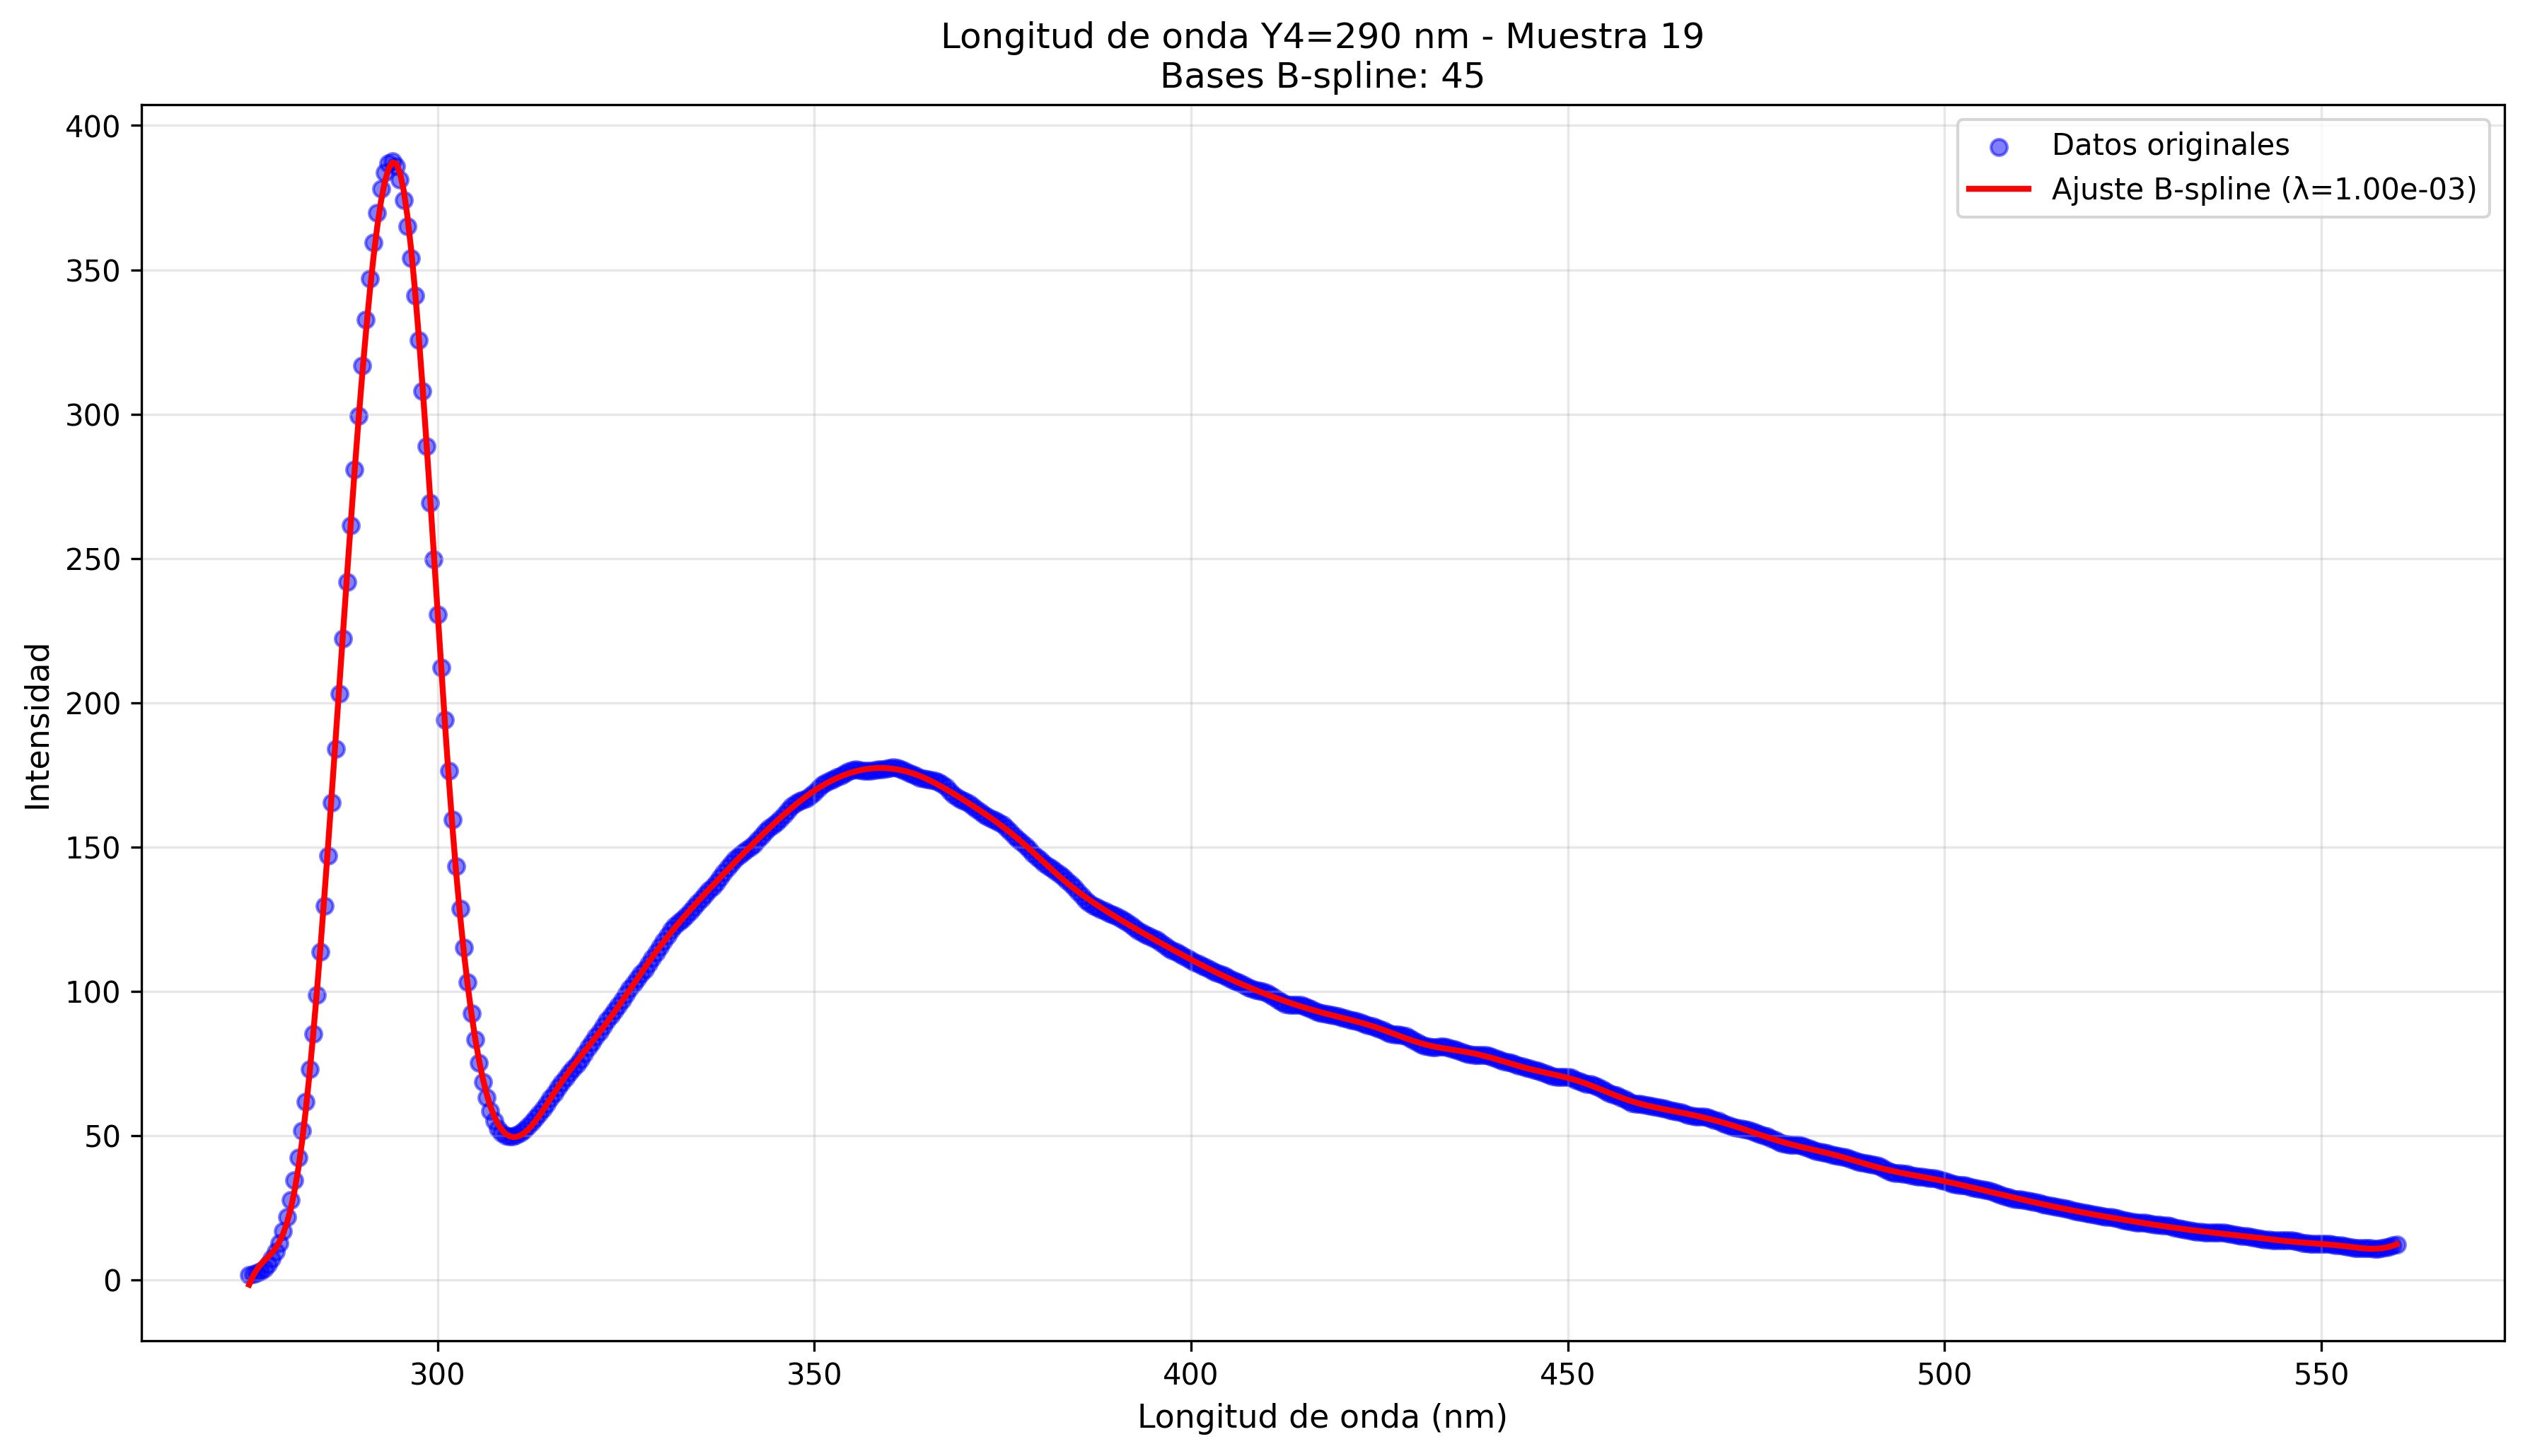 Longitud de onda Y4=290 nm - Muestra 19
Bases B-spline: 45
Datos originales
Ajuste B-spline (λ=1.00e-03)
Intensidad
400
350
300
250
200
150
100
50
0
300 350 400 450 500 550
Longitud de onda (nm)